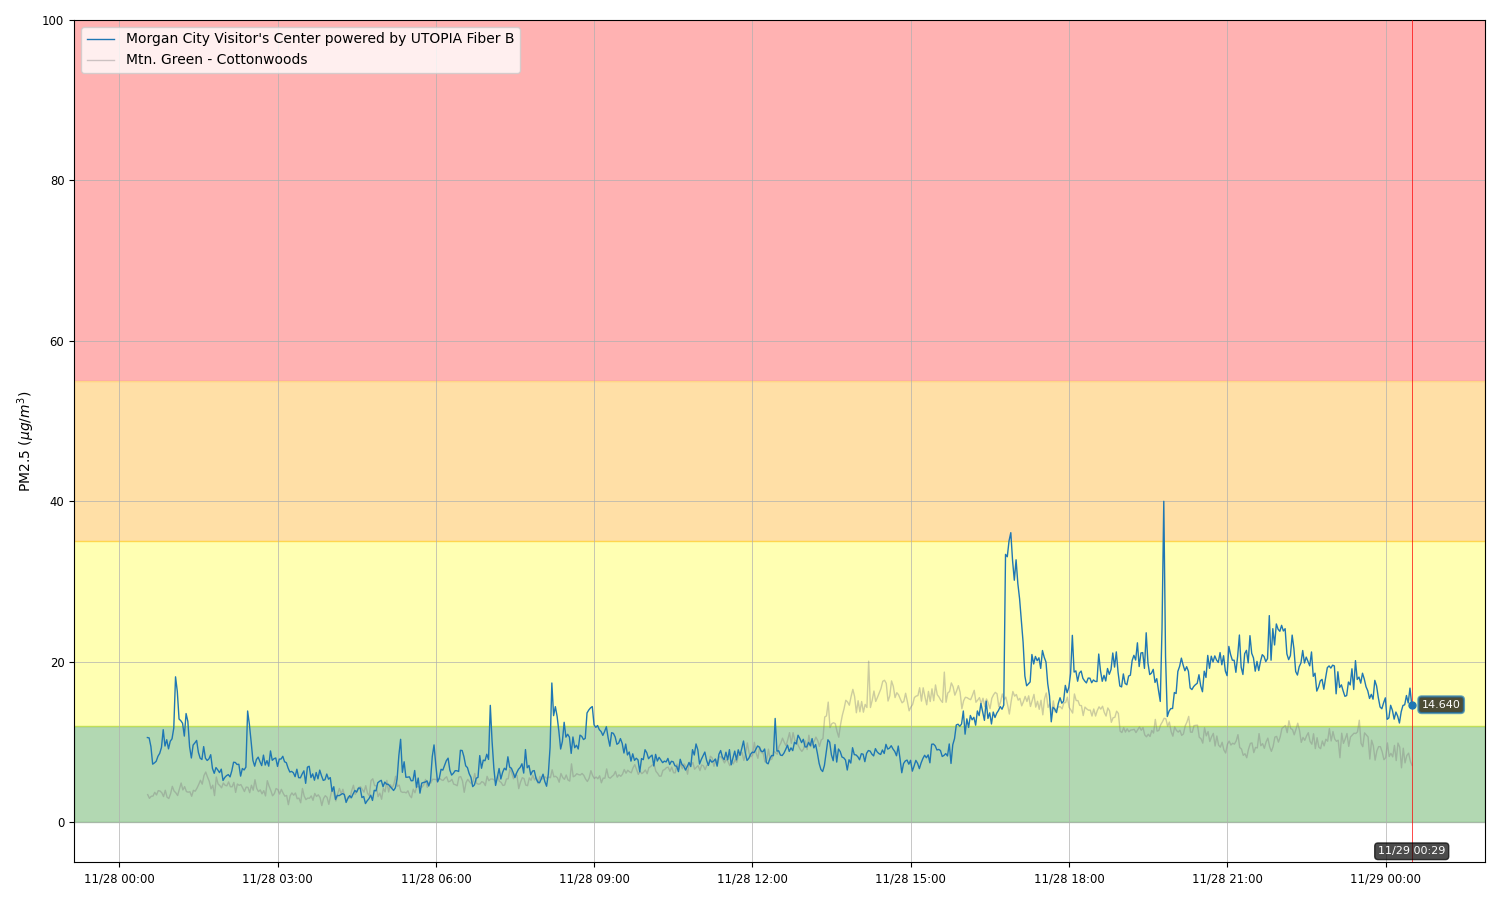 100
Morgan City Visitor's Center powered by UTOPIA Fiber B
Mtn. Green - Cottonwoods
80
60
40
20
0
PM2.5 (μg/m³)
14.640
11/29 00:29
11/28 00:00 11/28 03:00 11/28 06:00 11/28 09:00 11/28 12:00 11/28 15:00 11/28 18:00 11/28 21:00 11/29 00:00